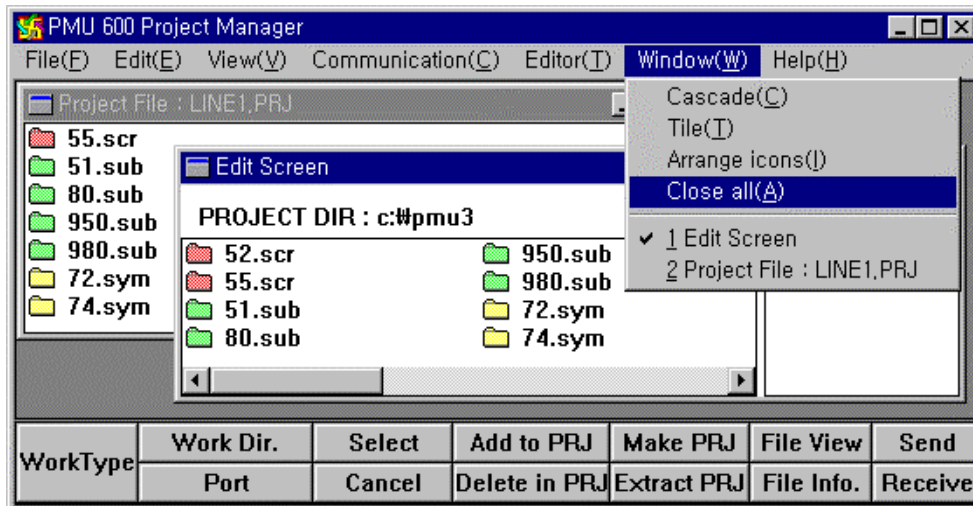 PMU 600 Project Manager
File(F) Edit(E) View(V) Communication(C) Editor(T) Window(W) Help(H)
Project File : LINE1.PRJ
55.scr
51.sub
80.sub
950.sub
980.sub
72.sym
74.sym
Edit Screen
PROJECT DIR : c:₩pmu3
52.scr
55.scr
51.sub
80.sub
950.sub
980.sub
72.sym
74.sym
Cascade(C)
Tile(T)
Arrange icons(I)
Close all(A)
1 Edit Screen
2 Project File : LINE1.PRJ
WorkType
Work Dir. Select Add to PRJ Make PRJ File View Send
Port Cancel Delete in PRJ Extract PRJ File Info. Receive